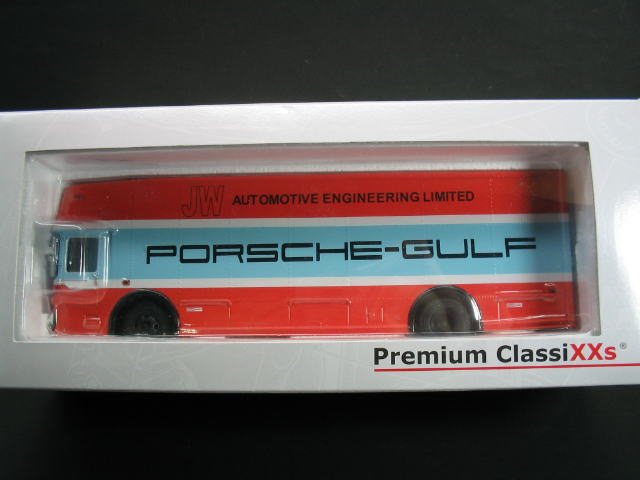 JW AUTOMOTIVE ENGINEERING LIMITED
PORSCHE-GULF
Premium ClassiXXs®